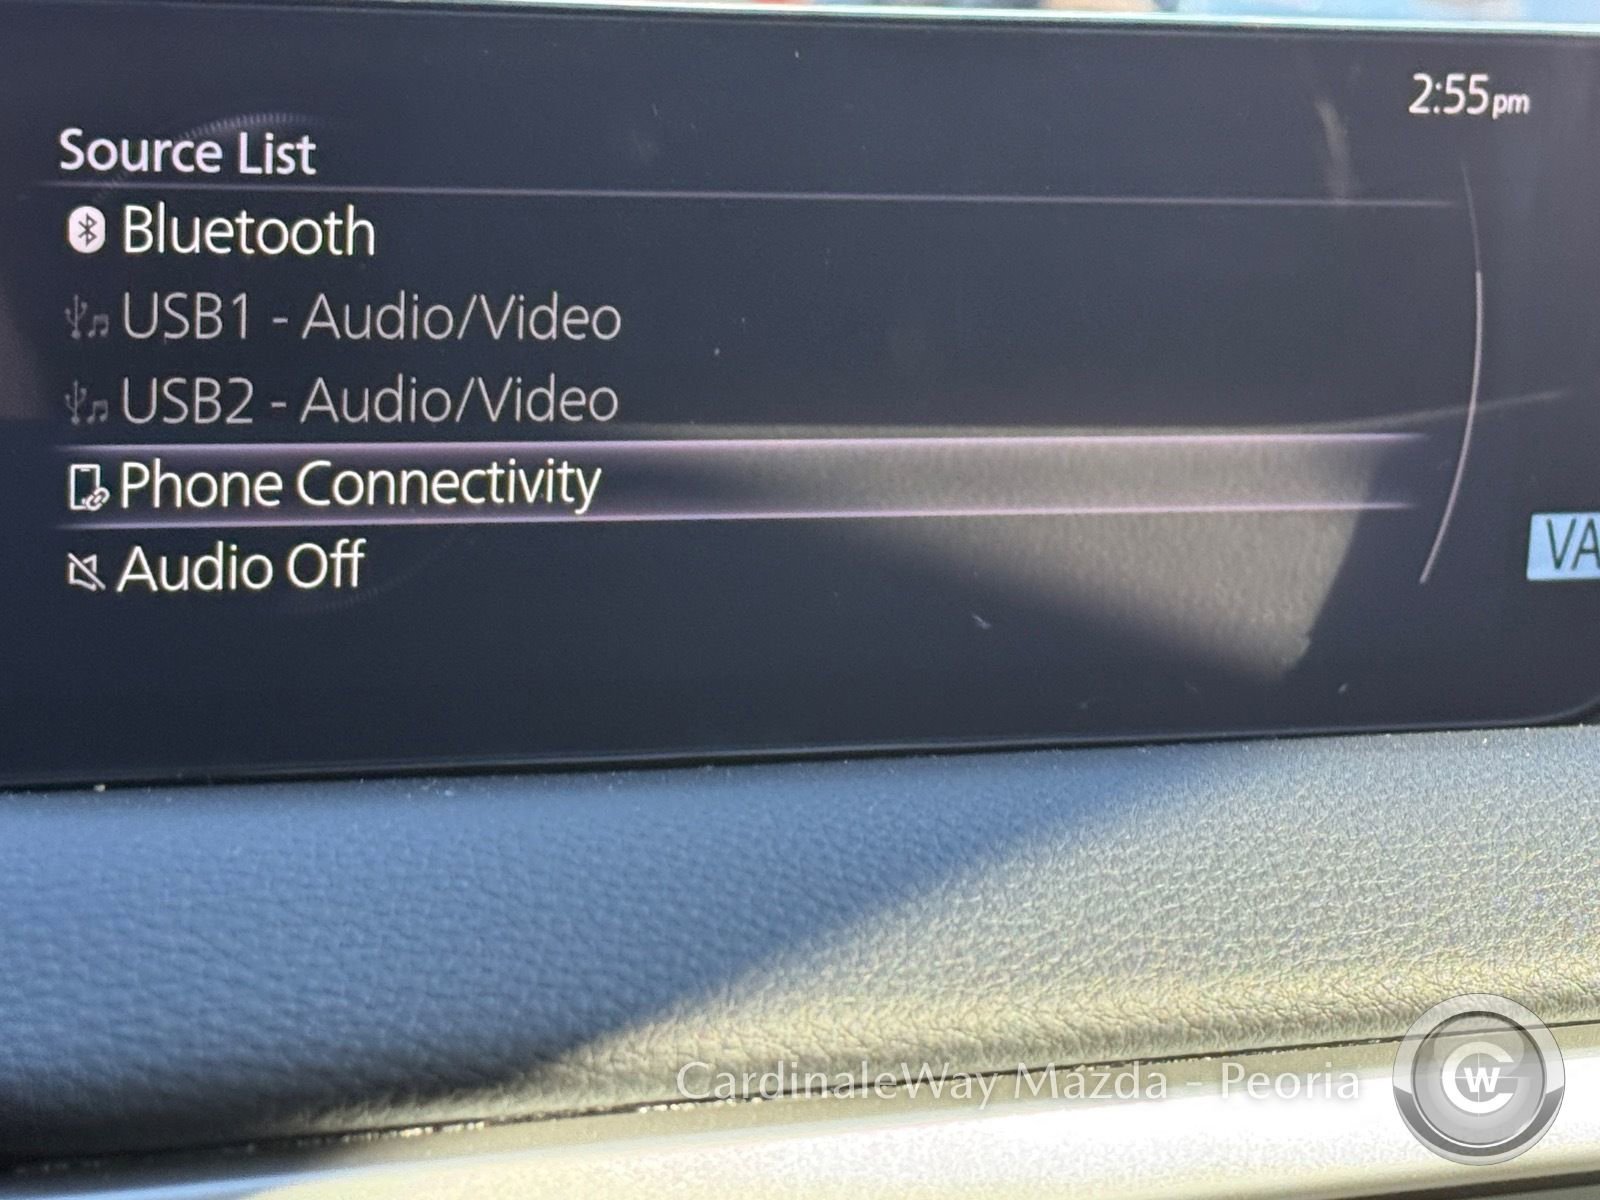 2:55pm
Source List
Bluetooth
USB1 - Audio/Video
USB2 - Audio/Video
Phone Connectivity
Audio Off
VA
CardinaleWay Mazda - Peoria
CW